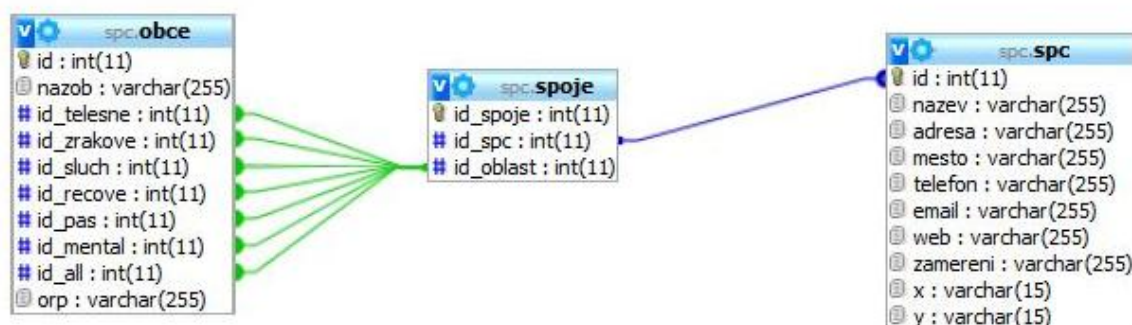 spc.obce
id : int(11)
nazob : varchar(255)
# id_telesne : int(11)
# id_zrakove : int(11)
# id_sluch : int(11)
# id_recove : int(11)
# id_pas : int(11)
# id_mental : int(11)
# id_all : int(11)
orp : varchar(255)
spc.spoje
id_spoje : int(11)
# id_spc : int(11)
# id_oblast : int(11)
spc.spc
id : int(11)
nazev : varchar(255)
adresa : varchar(255)
mesto : varchar(255)
telefon : varchar(255)
email : varchar(255)
web : varchar(255)
zamereni : varchar(255)
x : varchar(15)
y : varchar(15)